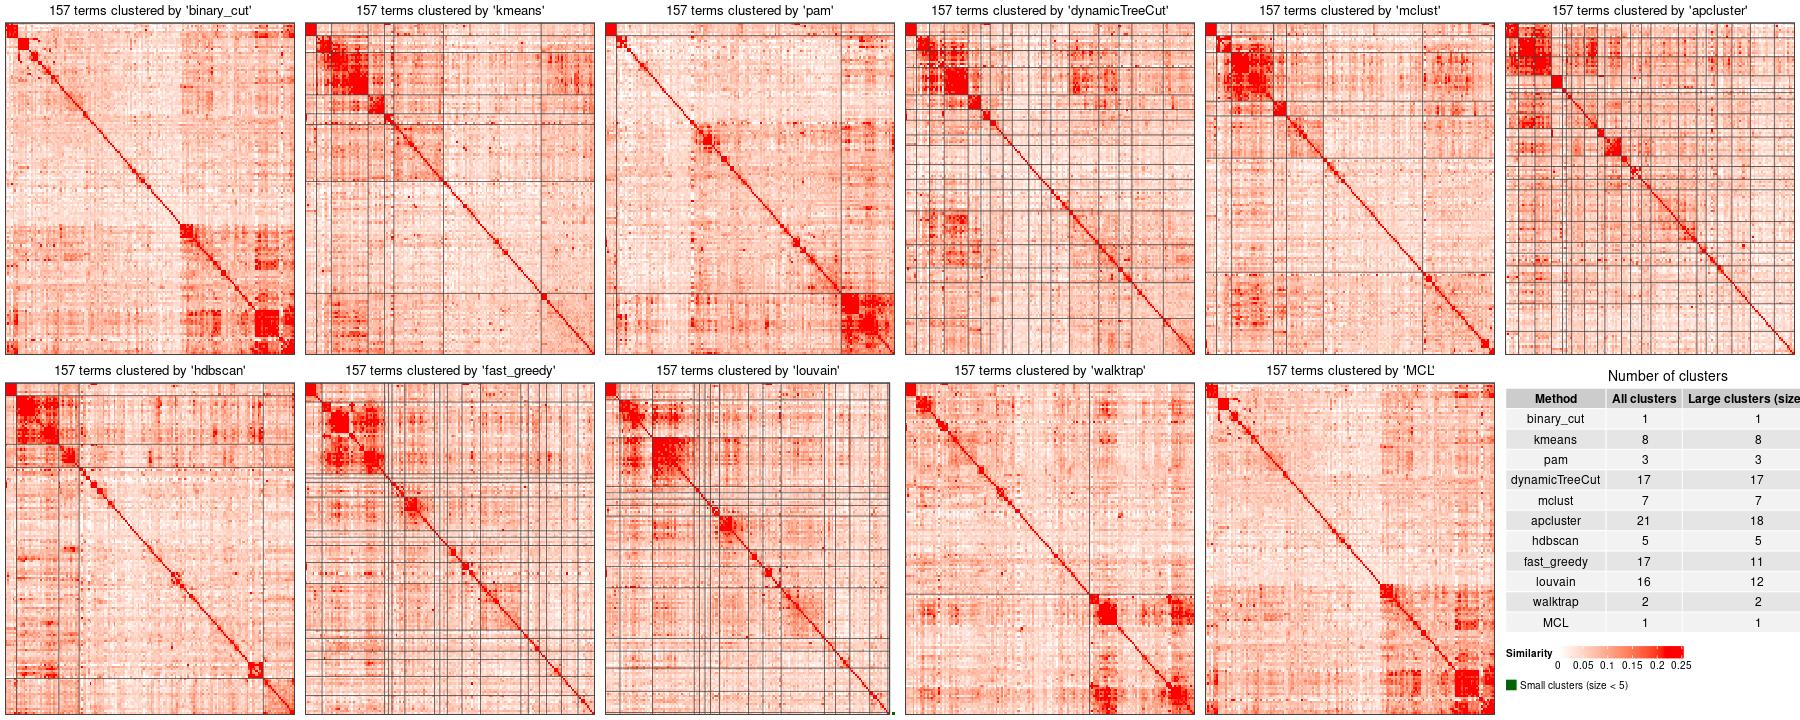 157 terms clustered by 'binary_cut'
157 terms clustered by 'kmeans'
157 terms clustered by 'pam'
157 terms clustered by 'dynamicTreeCut'
157 terms clustered by 'mclust'
157 terms clustered by 'apcluster'
157 terms clustered by 'hdbscan'
157 terms clustered by 'fast_greedy'
157 terms clustered by 'louvain'
157 terms clustered by 'walktrap'
157 terms clustered by 'MCL'
Number of clusters
Method All clusters Large clusters (size
binary_cut 1 1
kmeans 8 8
pam 3 3
dynamicTreeCut 17 17
mclust 7 7
apcluster 21 18
hdbscan 5 5
fast_greedy 17 11
louvain 16 12
walktrap 2 2
MCL 1 1
Similarity
0 0.05 0.1 0.15 0.2 0.25
Small clusters (size < 5)